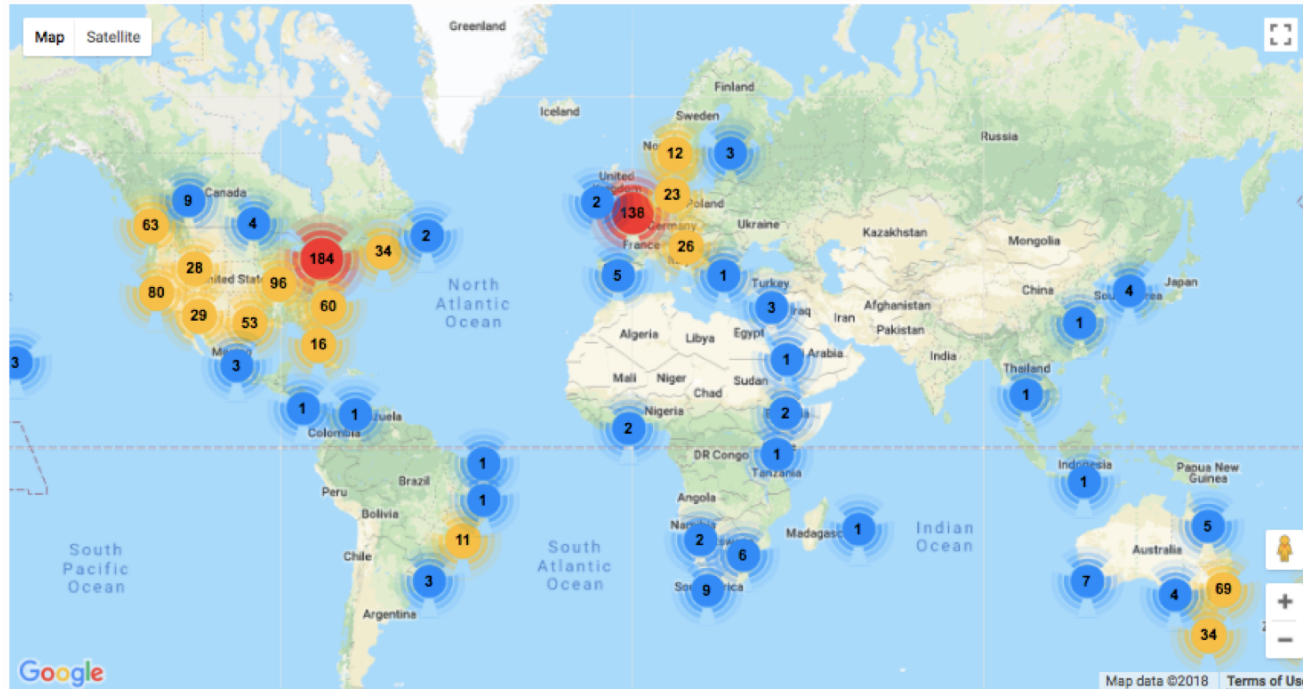 Map Satellite
Greenland
Iceland
Finland
Sweden
Russia
12
3
United
2
23
Poland
138
Germany
Ukraine
Kazakhstan
Mongolia
9
Canada
4
63
2
34
184
28
96
80
France
26
5
1
Turkey
3
Iraq
Afghanistan
Iran
Pakistan
China
4
Japan
1
29
53
60
16
North
Atlantic
Ocean
3
3
Algeria
Libya
Egypt
1
Arabia
India
Thailand
1
Mali
Niger
Chad
Sudan
1
1
Colombia
Nigeria
2
2
DR Congo
1
Tanzania
Indonesia
1
Papua New
Guinea
1
Brazil
Peru
1
Bolivia
11
Angola
2
6
Madagasc
1
Indian
Ocean
5
Australia
South
Pacific
Ocean
Chile
3
South
Atlantic
Ocean
9
7
4
69
34
Argentina
+
−
Google
Map data ©2018 Terms of Use